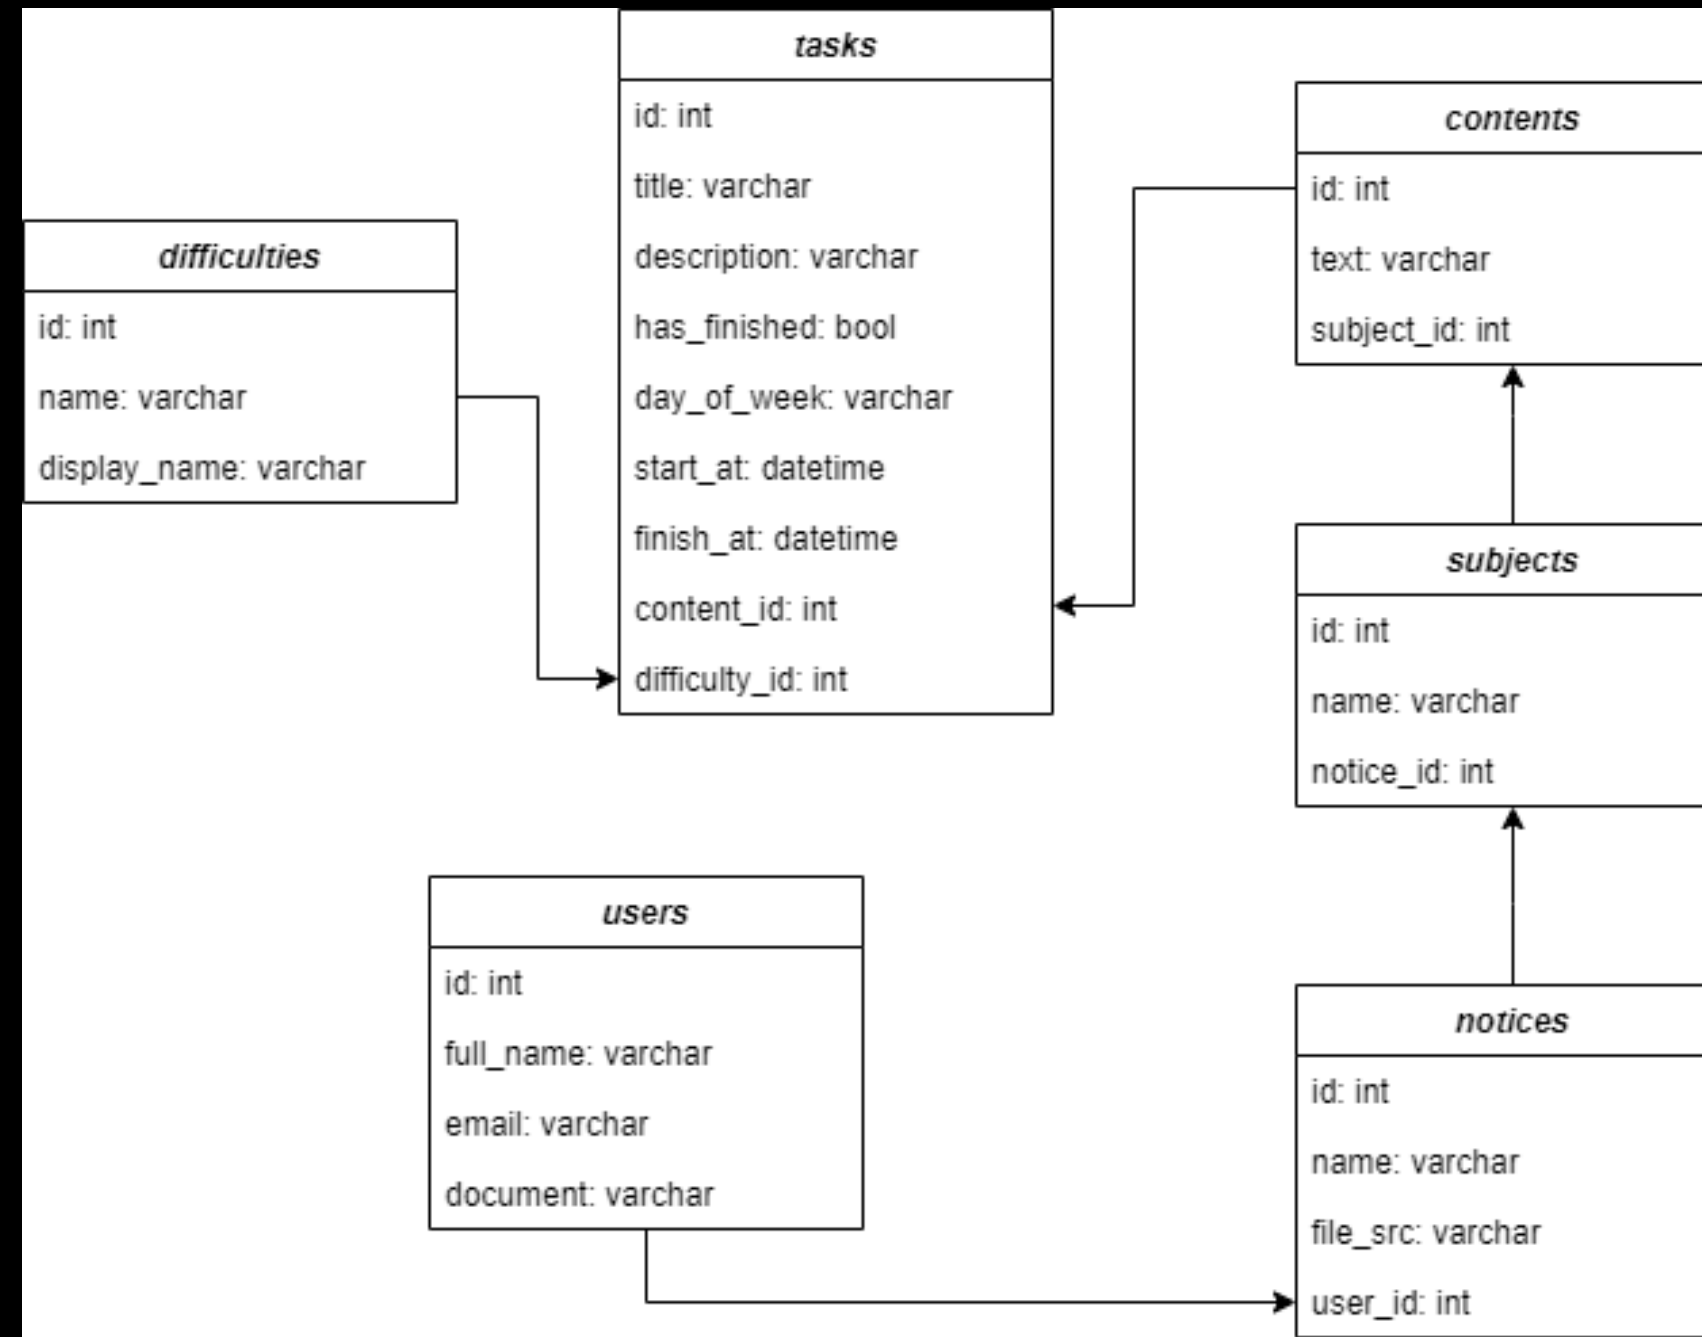 tasks
id: int
title: varchar
description: varchar
has_finished: bool
day_of_week: varchar
start_at: datetime
finish_at: datetime
content_id: int
difficulty_id: int
contents
id: int
text: varchar
subject_id: int
difficulties
id: int
name: varchar
display_name: varchar
subjects
id: int
name: varchar
notice_id: int
users
id: int
full_name: varchar
email: varchar
document: varchar
notices
id: int
name: varchar
file_src: varchar
user_id: int